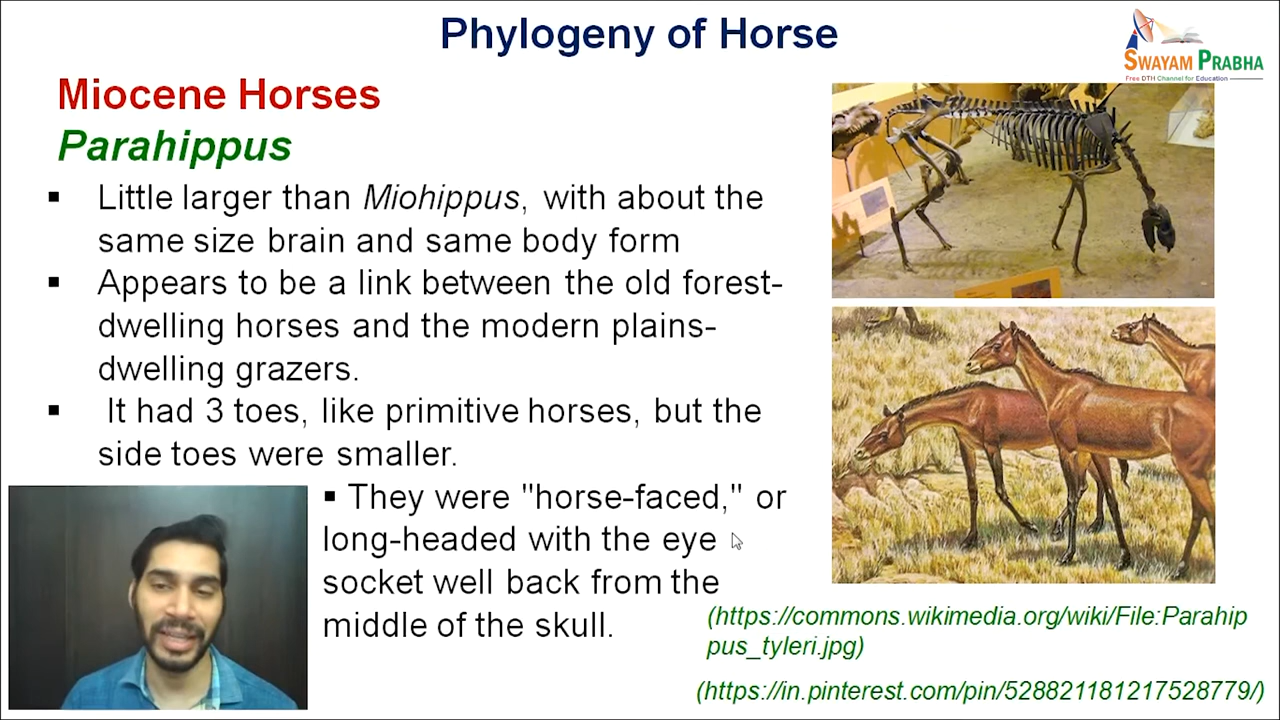 Phylogeny of Horse
SWAYAM PRABHA
Free DTH Channel for Education
Miocene Horses
Parahippus
▪ Little larger than Miohippus, with about the
same size brain and same body form
▪ Appears to be a link between the old forest-
dwelling horses and the modern plains-
dwelling grazers.
▪ It had 3 toes, like primitive horses, but the
side toes were smaller.
▪ They were "horse-faced," or
long-headed with the eye
socket well back from the
middle of the skull.
(https://commons.wikimedia.org/wiki/File:Parahip
pus_tyleri.jpg)
(https://in.pinterest.com/pin/528821181217528779/)